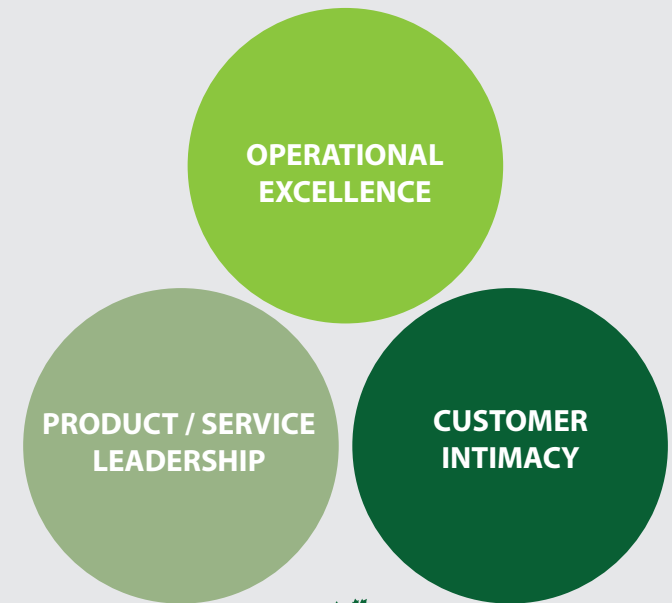 OPERATIONAL
EXCELLENCE
PRODUCT / SERVICE
LEADERSHIP
CUSTOMER
INTIMACY